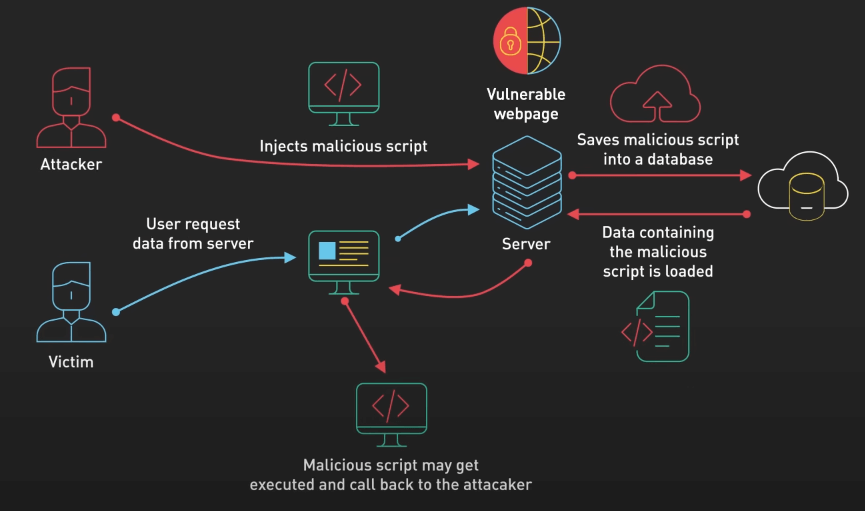 Vulnerable
webpage
Attacker
Injects malicious script
Saves malicious script
into a database
User request
data from server
Server
Data containing
the malicious
script is loaded
Victim
Malicious script may get
executed and call back to the attacaker